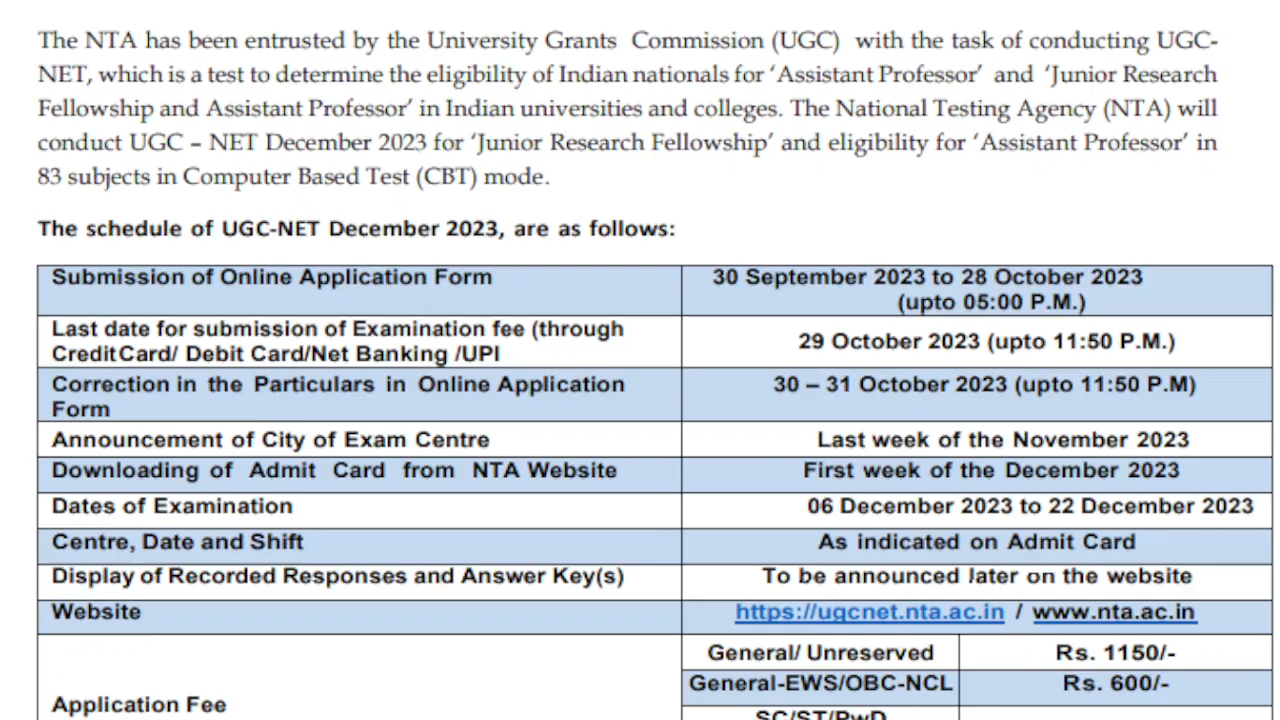 The NTA has been entrusted by the University Grants Commission (UGC) with the task of conducting UGC-
NET, which is a test to determine the eligibility of Indian nationals for ‘Assistant Professor’ and ‘Junior Research
Fellowship and Assistant Professor’ in Indian universities and colleges. The National Testing Agency (NTA) will
conduct UGC – NET December 2023 for ‘Junior Research Fellowship’ and eligibility for ‘Assistant Professor’ in
83 subjects in Computer Based Test (CBT) mode.
The schedule of UGC-NET December 2023, are as follows:
Submission of Online Application Form
30 September 2023 to 28 October 2023
(upto 05:00 P.M.)
Last date for submission of Examination fee (through
CreditCard/ Debit Card/Net Banking /UPI
29 October 2023 (upto 11:50 P.M.)
Correction in the Particulars in Online Application
Form
30 – 31 October 2023 (upto 11:50 P.M)
Announcement of City of Exam Centre
Last week of the November 2023
Downloading of Admit Card from NTA Website
First week of the December 2023
Dates of Examination
06 December 2023 to 22 December 2023
Centre, Date and Shift
As indicated on Admit Card
Display of Recorded Responses and Answer Key(s)
To be announced later on the website
Website
https://ugcnet.nta.ac.in / www.nta.ac.in
Application Fee
General/ Unreserved
Rs. 1150/-
General-EWS/OBC-NCL
Rs. 600/-
SC/ST/PwD